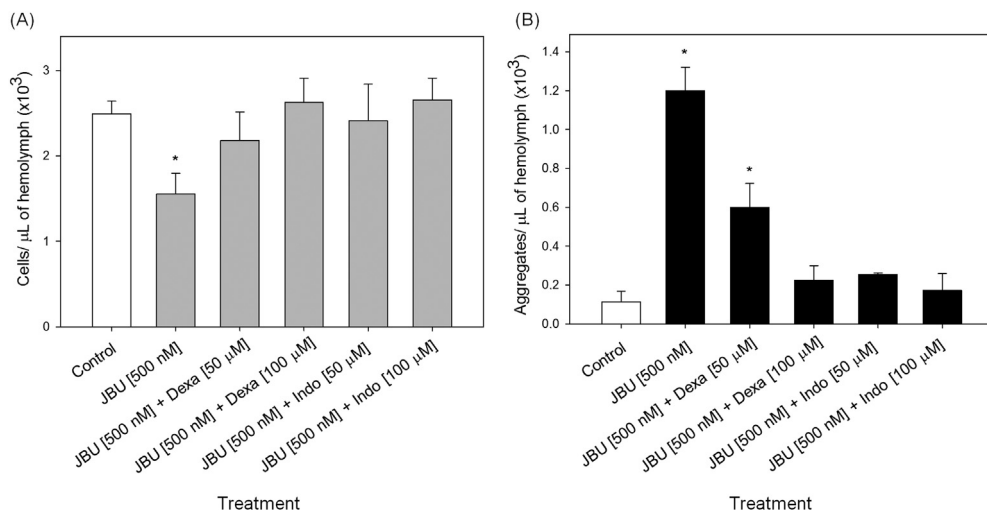 (A)
Cells/ μL of hemolymph (x10³)
3
2
1
0
*
Control
JBU [500 nM]
JBU [500 nM] + Dexa [50 μM]
JBU [500 nM] + Dexa [100 μM]
JBU [500 nM] + Indo [50 μM]
JBU [500 nM] + Indo [100 μM]
Treatment
(B)
Aggregates/ μL of hemolymph (x10³)
1.4
1.2
1.0
0.8
0.6
0.4
0.2
0.0
*
*
Control
JBU [500 nM]
JBU [500 nM] + Dexa [50 μM]
JBU [500 nM] + Dexa [100 μM]
JBU [500 nM] + Indo [50 μM]
JBU [500 nM] + Indo [100 μM]
Treatment